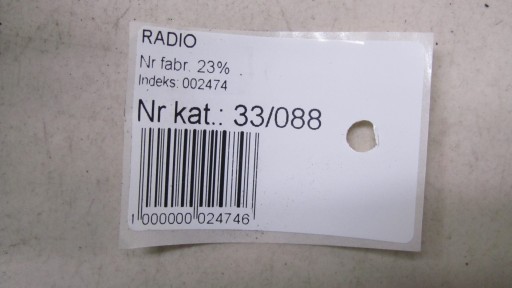 RADIO
Nr fabr. 23%
Indeks: 002474
Nr kat.: 33/088
1 000000 024746